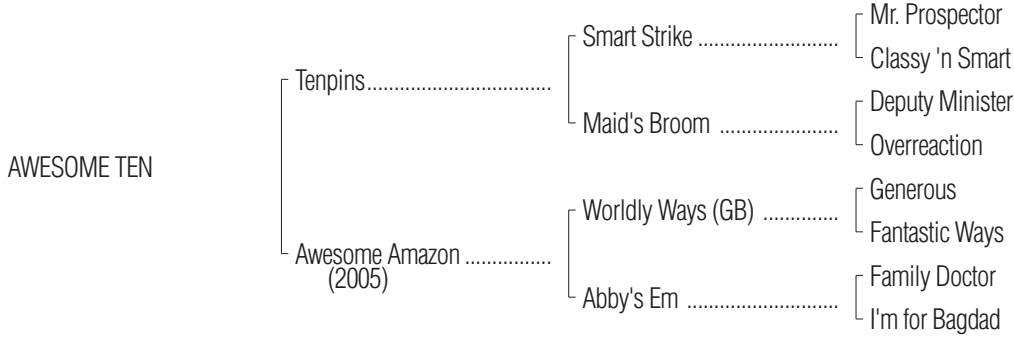 Mr. Prospector
Smart Strike ............................
Classy 'n Smart
Tenpins.....................................
Deputy Minister
Maid's Broom ........................
Overreaction
AWESOME TEN
Generous
Worldly Ways (GB) ...............
Fantastic Ways
Awesome Amazon .................
(2005)
Family Doctor
Abby's Em ..............................
I'm for Bagdad